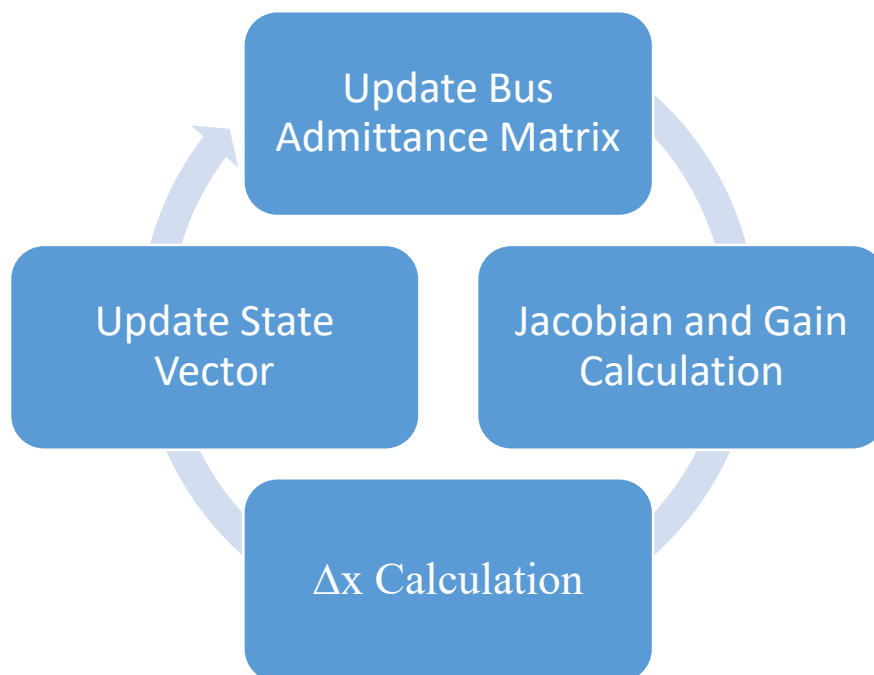 Update Bus
Admittance Matrix
Update State
Vector
Jacobian and Gain
Calculation
Δx Calculation